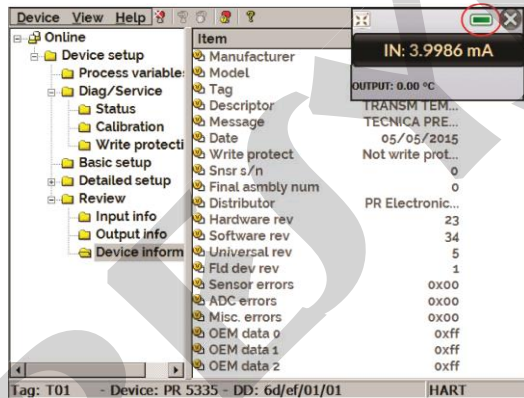 Device View Help
IN: 3.9986 mA
OUTPUT: 0.00 °C
Online
Device setup
Process variable
Diag/Service
Status
Calibration
Write protecti
Basic setup
Detailed setup
Review
Input info
Output info
Device inform
Item
Manufacturer
Model
Tag
Descriptor TRANSM TEM...
Message TECNICA PRE...
Date 05/05/2015
Write protect Not write prot...
Snsr s/n 0
Final asmbly num 0
Distributor PR Electronic...
Hardware rev 23
Software rev 34
Universal rev 5
Fld dev rev 1
Sensor errors 0x00
ADC errors 0x00
Misc. errors 0x00
OEM data 0 0xff
OEM data 1 0xff
OEM data 2 0xff
Tag: T01 - Device: PR 5335 - DD: 6d/ef/01/01 HART